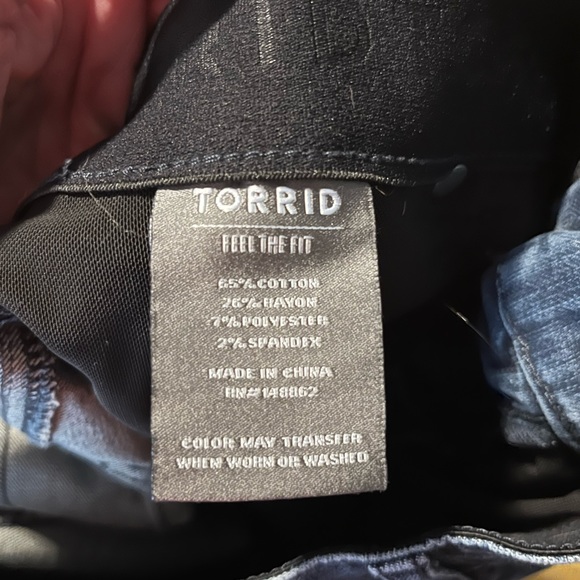 TORRID
FEEL THE FIT
65% COTTON
26% RAYON
7% POLYESTER
2% SPANDEX
MADE IN CHINA
RN# 148862
COLOR MAY TRANSFER
WHEN WORN OR WASHED